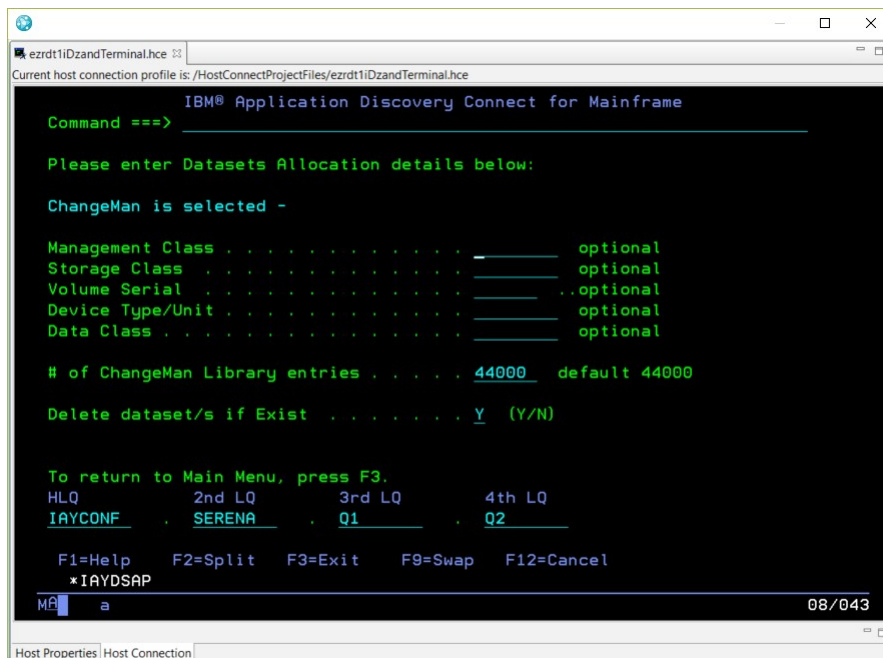 ezrdt1iDzandTerminal.hce
Current host connection profile is: /HostConnectProjectFiles/ezrdt1iDzandTerminal.hce
IBM® Application Discovery Connect for Mainframe
Command ===>
Please enter Datasets Allocation details below:
ChangeMan is selected -
Management Class . . . . . . . . . . . . optional
Storage Class . . . . . . . . . . . . . optional
Volume Serial . . . . . . . . . . . . . ..optional
Device Type/Unit . . . . . . . . . . . . optional
Data Class . . . . . . . . . . . . . . . optional
# of ChangeMan Library entries . . . . . 44000 default 44000
Delete dataset/s if Exist . . . . . . . Y (Y/N)
To return to Main Menu, press F3.
HLQ 2nd LQ 3rd LQ 4th LQ
IAYCONF . SERENA . Q1 . Q2
F1=Help F2=Split F3=Exit F9=Swap F12=Cancel
*IAYDSAP
MA a 08/043
Host Properties Host Connection